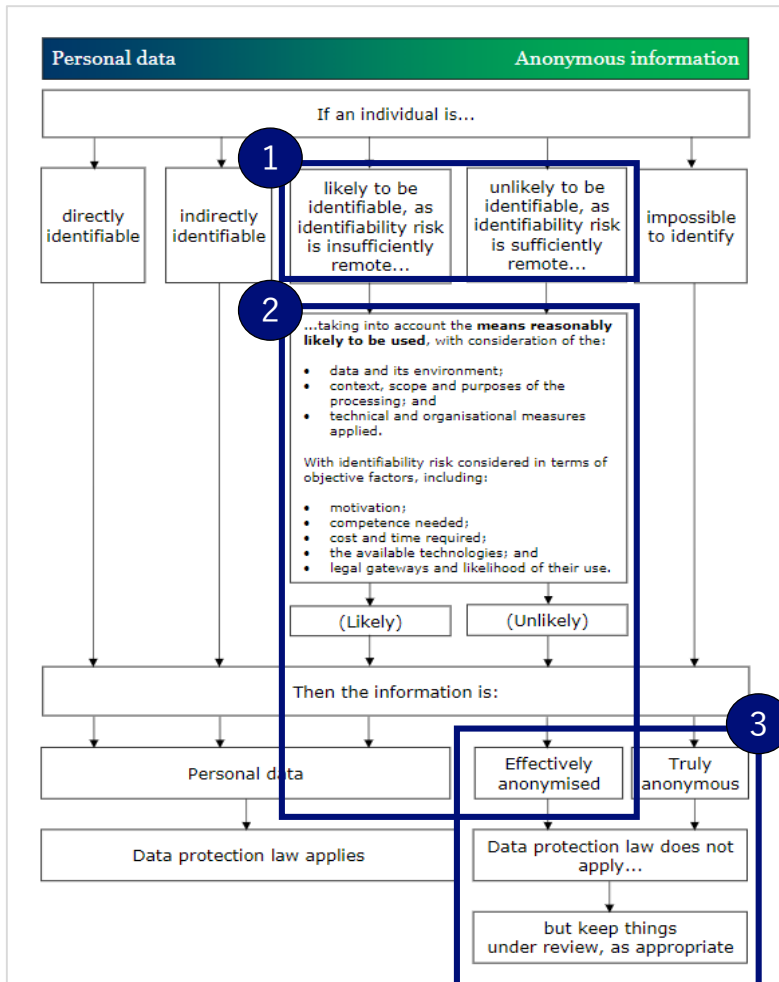 Personal data
Anonymous information
If an individual is...
1
directly
identifiable
indirectly
identifiable
likely to be
identifiable, as
identifiability risk
is insufficiently
remote...
unlikely to be
identifiable, as
identifiability risk
is sufficiently
remote...
impossible
to identify
2
...taking into account the means reasonably
likely to be used, with consideration of the:
• data and its environment;
• context, scope and purposes of the
processing; and
• technical and organisational measures
applied.
With identifiability risk considered in terms of
objective factors, including:
• motivation;
• competence needed;
• cost and time required;
• the available technologies; and
• legal gateways and likelihood of their use.
(Likely)
(Unlikely)
Then the information is:
3
Personal data
Effectively
anonymised
Truly
anonymous
Data protection law applies
Data protection law does not
apply...
but keep things
under review, as appropriate